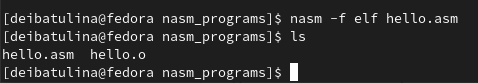 [deibatulina@fedora nasm_programs]$ nasm -f elf hello.asm
[deibatulina@fedora nasm_programs]$ ls
hello.asm  hello.o
[deibatulina@fedora nasm_programs]$